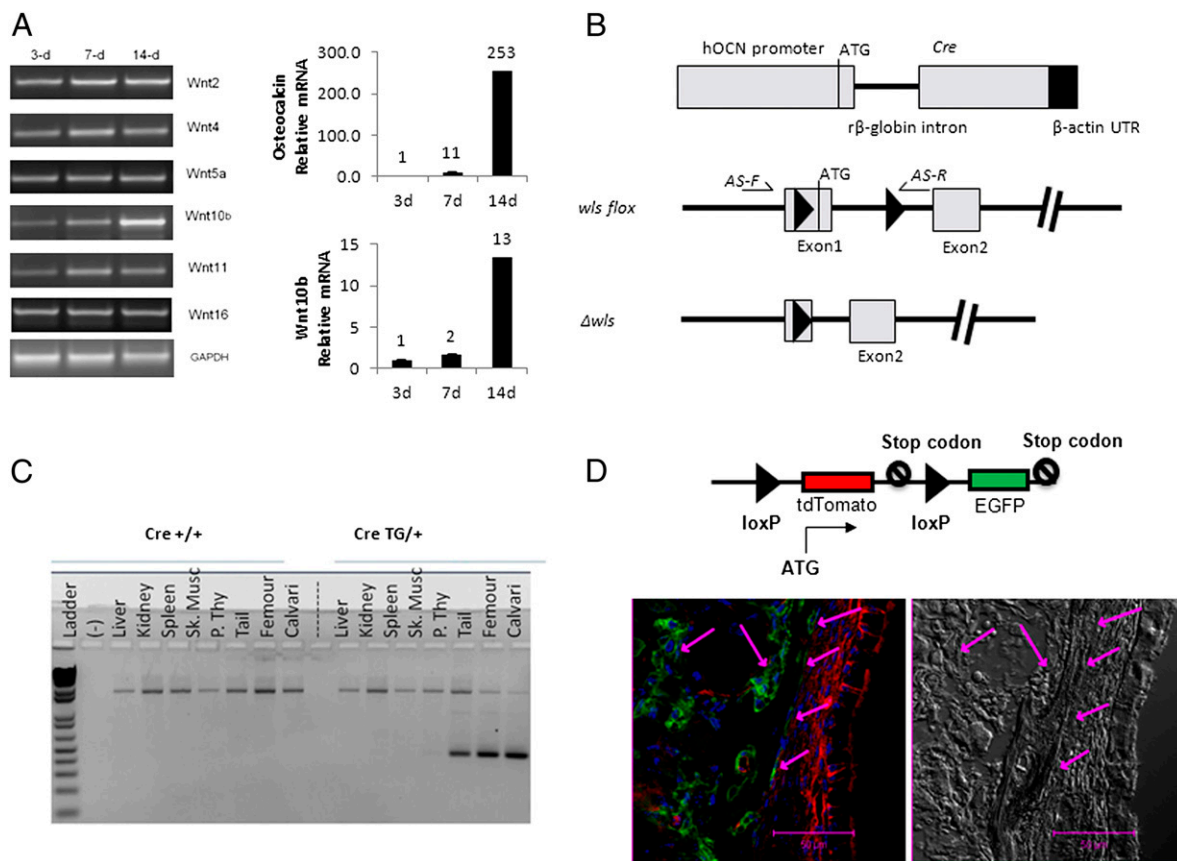 A
3-d 7-d 14-d
Wnt2
Wnt4
Wnt5a
Wnt10b
Wnt11
Wnt16
GAPDH
Osteocalcin
Relative mRNA
300.0
200.0
100.0
0.0
1
11
253
3d 7d 14d
Wnt10b
Relative mRNA
15
10
5
0
1
2
13
3d 7d 14d
B
hOCN promoter ATG Cre
rβ-globin intron β-actin UTR
wls flox
AS-F ATG AS-R
Exon1 Exon2
Δwls
Exon2
C
Cre +/+ Cre TG/+
Ladder
(-)
Liver
Kidney
Spleen
Sk. Musc
P. Thy
Tail
Femour
Calvari
Liver
Kidney
Spleen
Sk. Musc
P. Thy
Tail
Femour
Calvari
D
Stop codon Stop codon
tdTomato EGFP
loxP loxP
ATG